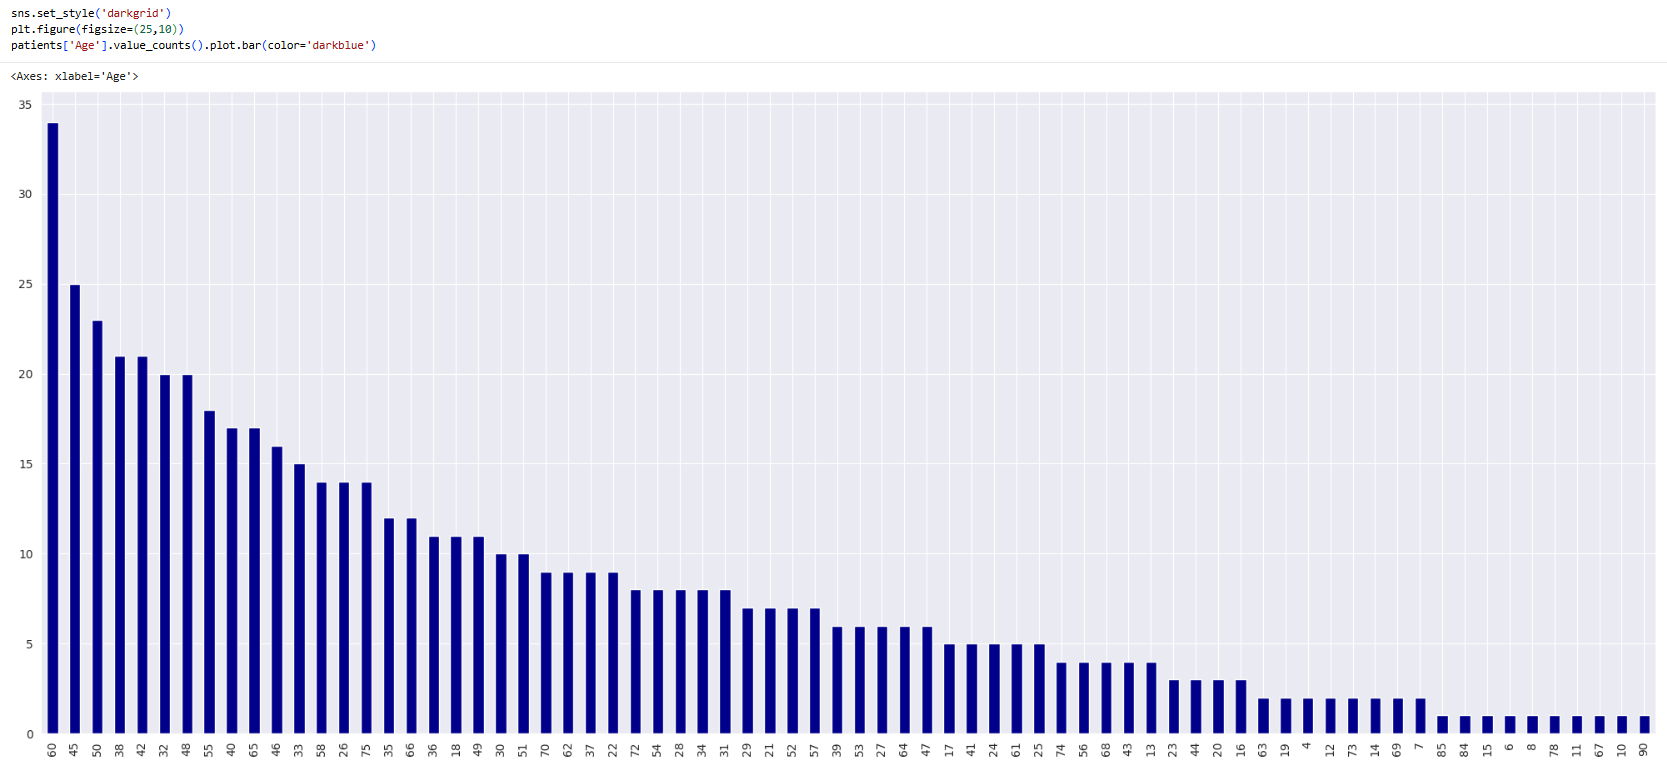 sns.set_style('darkgrid')
plt.figure(figsize=(25,10))
patients['Age'].value_counts().plot.bar(color='darkblue')
<Axes: xlabel='Age'>
35
30
25
20
15
10
5
0
60 45 50 38 42 32 48 55 40 65 46 33 58 26 75 35 66 36 18 49 30 51 70 62 37 22 72 54 28 34 31 29 21 52 57 39 53 27 64 47 17 41 24 61 25 74 56 68 43 13 23 44 20 16 63 19 4 12 73 14 69 7 85 84 15 6 8 78 11 67 10 90